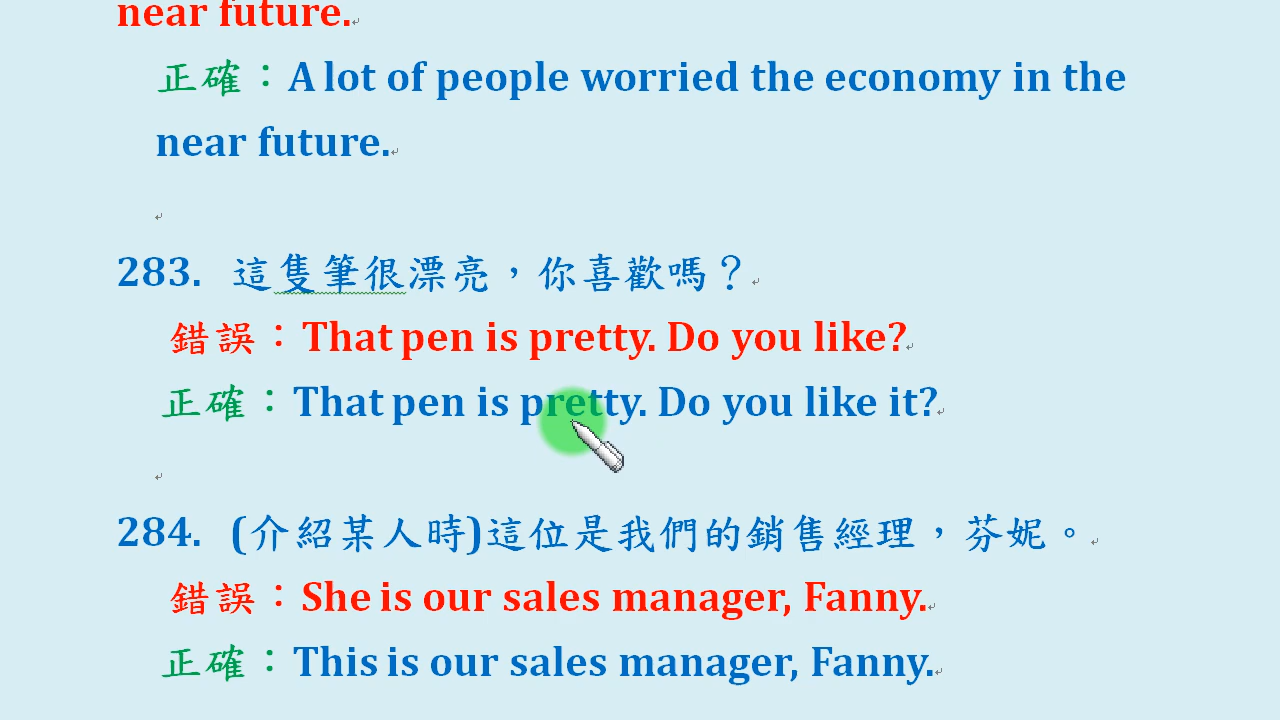 near future.
正確：A lot of people worried the economy in the
near future.
283. 這隻筆很漂亮，你喜歡嗎？
錯誤：That pen is pretty. Do you like?
正確：That pen is pretty. Do you like it?
284. (介紹某人時)這位是我們的銷售經理，芬妮。
錯誤：She is our sales manager, Fanny.
正確：This is our sales manager, Fanny.